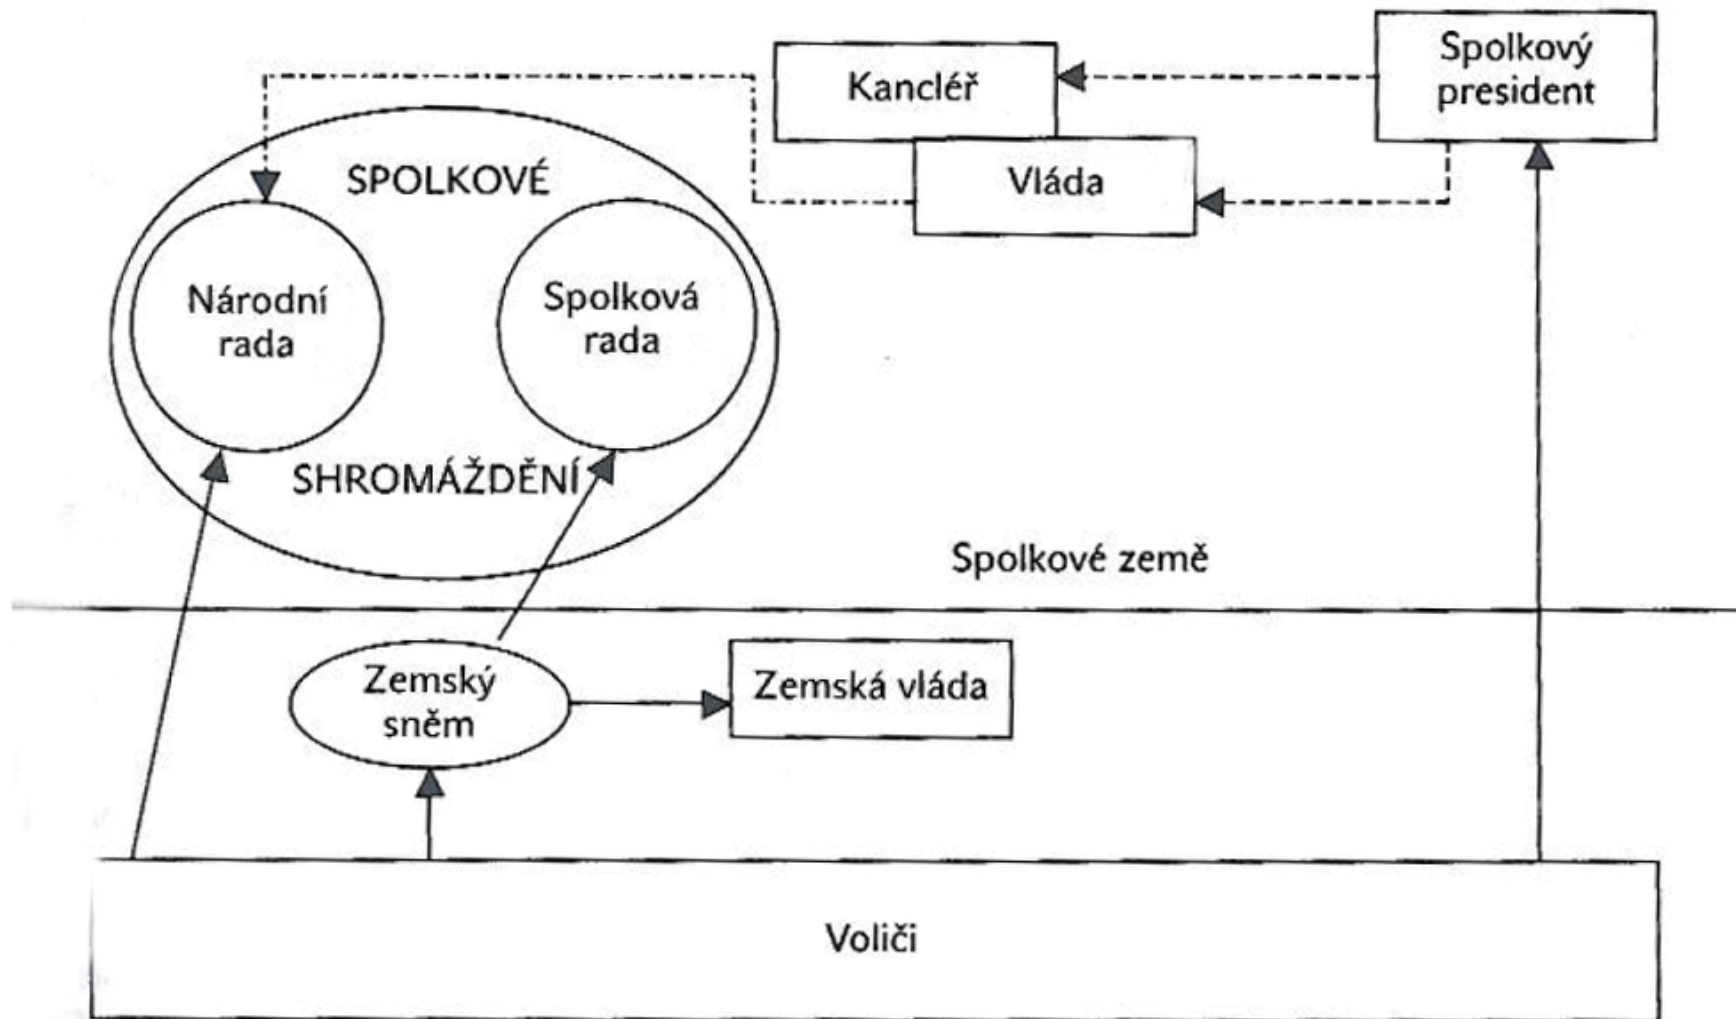 Spolkový
president
Kancléř
Vláda
SPOLKOVÉ
Národní
rada
Spolková
rada
SHROMÁŽDĚNÍ
Spolkové země
Zemský
sněm
Zemská vláda
Voliči